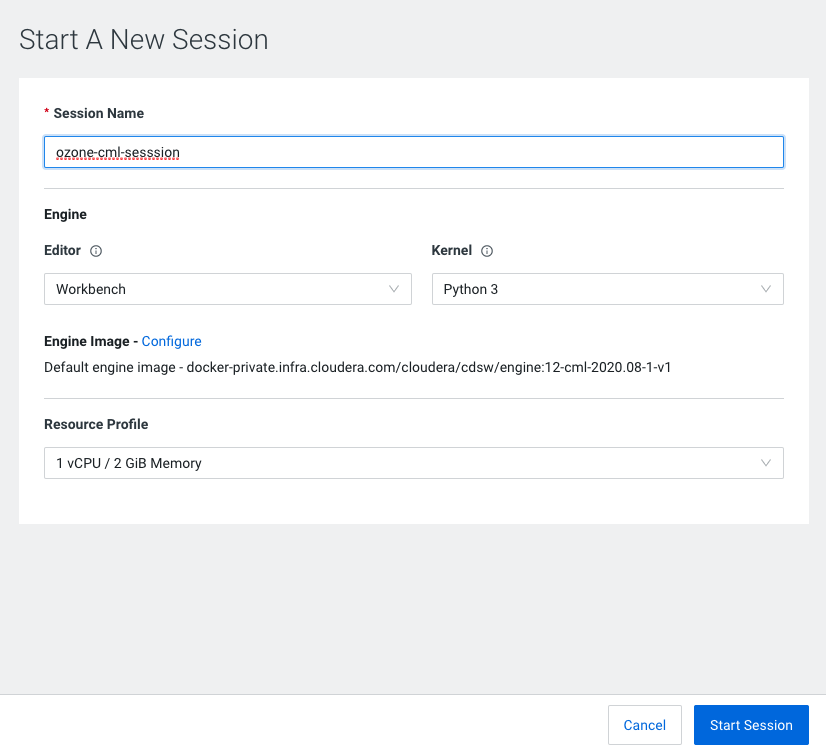 Start A New Session
* Session Name
ozone-cml-sesssion
Engine
Editor Kernel
Workbench Python 3
Engine Image - Configure
Default engine image - docker-private.infra.cloudera.com/cloudera/cdsw/engine:12-cml-2020.08-1-v1
Resource Profile
1 vCPU / 2 GiB Memory
Cancel Start Session